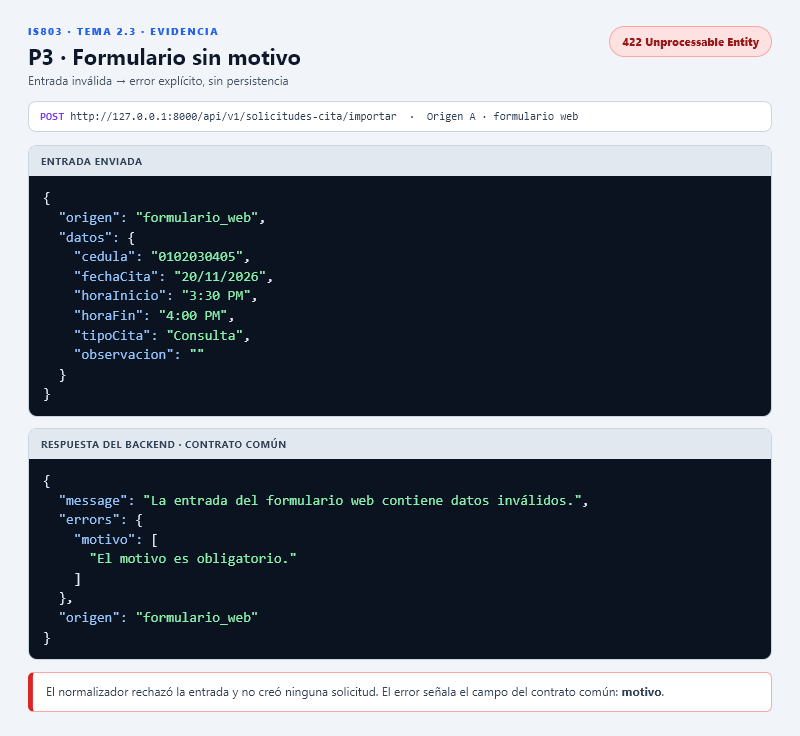 IS803 · TEMA 2.3 · EVIDENCIA
P3 · Formulario sin motivo
422 Unprocessable Entity
Entrada inválida → error explícito, sin persistencia
POST http://127.0.0.1:8000/api/v1/solicitudes-cita/importar · Origen A · formulario web
ENTRADA ENVIADA
{
  "origen": "formulario_web",
  "datos": {
    "cedula": "0102030405",
    "fechaCita": "20/11/2026",
    "horaInicio": "3:30 PM",
    "horaFin": "4:00 PM",
    "tipoCita": "Consulta",
    "observacion": ""
  }
}
RESPUESTA DEL BACKEND · CONTRATO COMÚN
{
  "message": "La entrada del formulario web contiene datos inválidos.",
  "errors": {
    "motivo": [
      "El motivo es obligatorio."
    ]
  },
  "origen": "formulario_web"
}
El normalizador rechazó la entrada y no creó ninguna solicitud. El error señala el campo del contrato común: motivo.